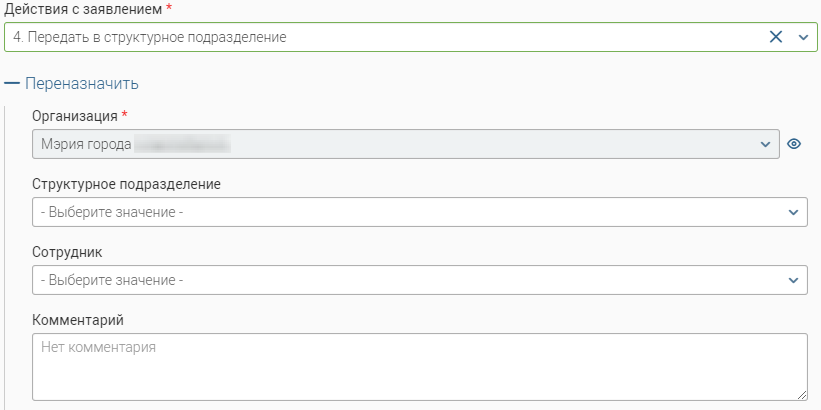 Действия с заявлением *
4. Передать в структурное подразделение
Переназначить
Организация *
Мэрия города
Структурное подразделение
- Выберите значение -
Сотрудник
- Выберите значение -
Комментарий
Нет комментария